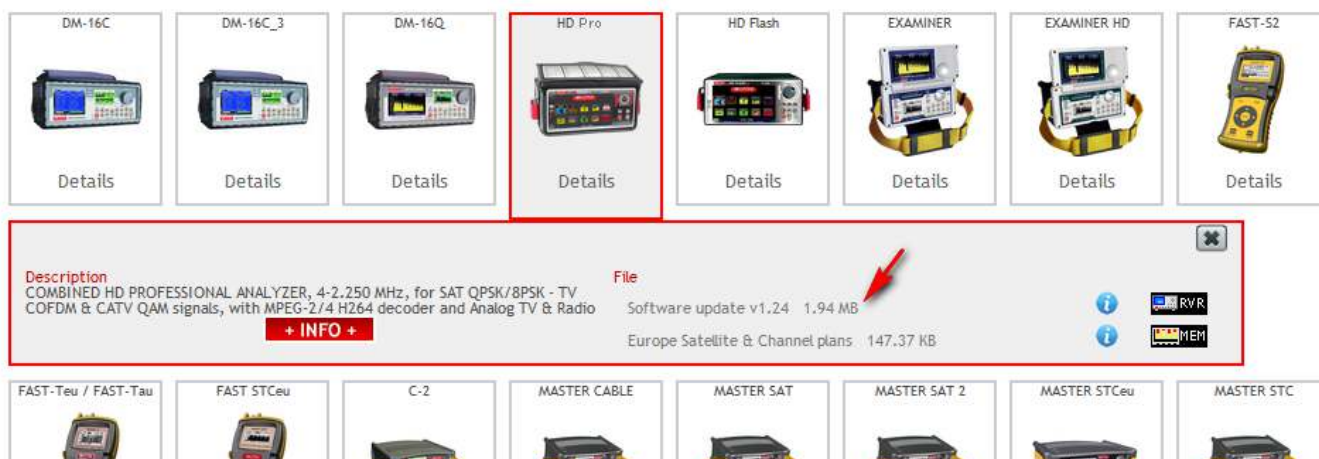 DM-16C
DM-16C_3
DM-16Q
HD Pro
HD Flash
EXAMINER
EXAMINER HD
FAST-S2
Details
Details
Details
Details
Details
Details
Details
Details
Description
COMBINED HD PROFESSIONAL ANALYZER, 4-2.250 MHz, for SAT QPSK/8PSK - TV
COFDM & CATV QAM signals, with MPEG-2/4 H264 decoder and Analog TV & Radio
+ INFO +
File
Software update v1.24 1.94 MB
RVR
Europe Satellite & Channel plans 147.37 KB
MEM
FAST-Teu / FAST-Tau
FAST STCeu
C-2
MASTER CABLE
MASTER SAT
MASTER SAT 2
MASTER STCeu
MASTER STC